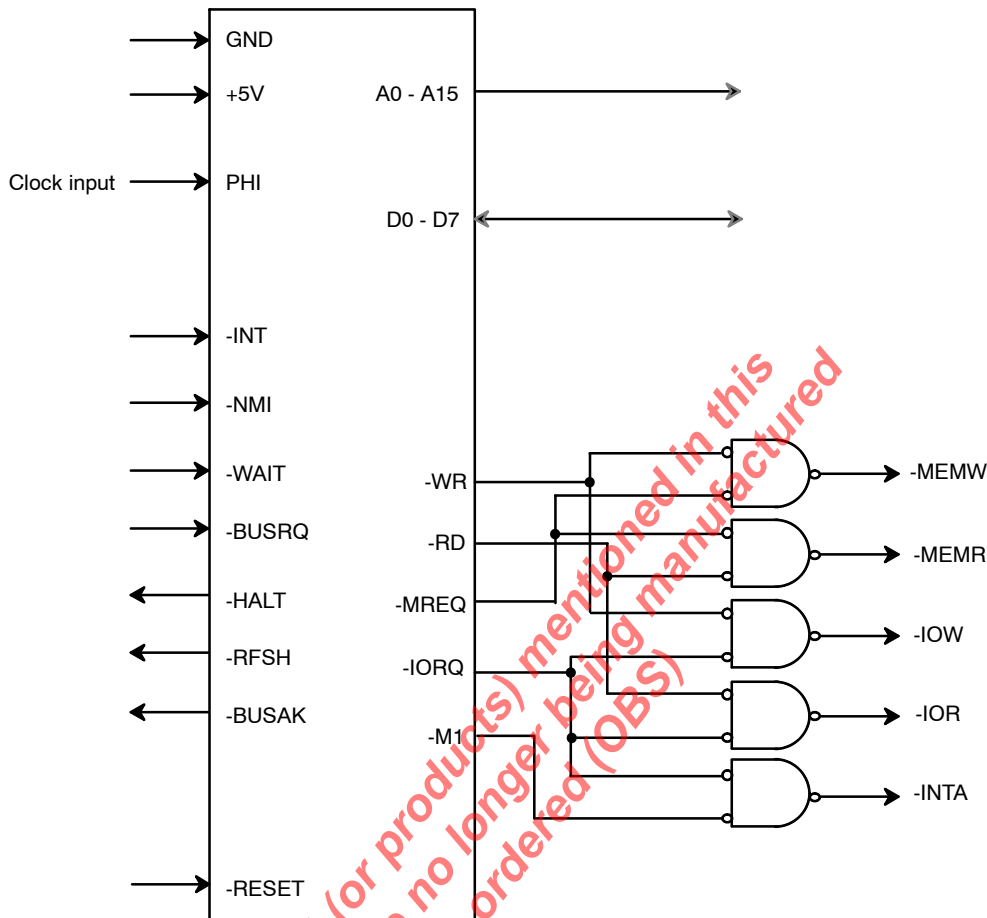 GND
+5V
A0 - A15
Clock input
PHI
D0 - D7
-INT
-NMI
-WAIT
-WR
-MEMW
-BUSRQ
-RD
-MEMR
-HALT
-MREQ
-IOW
-RFSH
-IORQ
-BUSAK
-M1
-IOR
-INTA
-RESET
(or products) mentioned in this
no longer being manufactured
ordered (OBS)